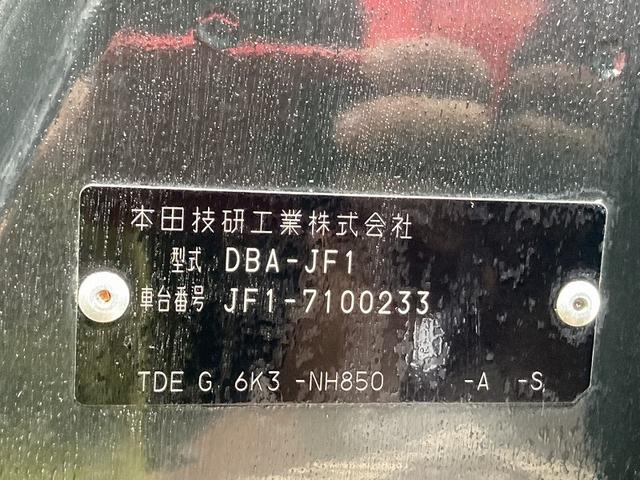 本田技研工業株式会社
型式 DBA-JF1
車台番号 JF1-7100233
TDE G 6K3 -NH850 -A -S